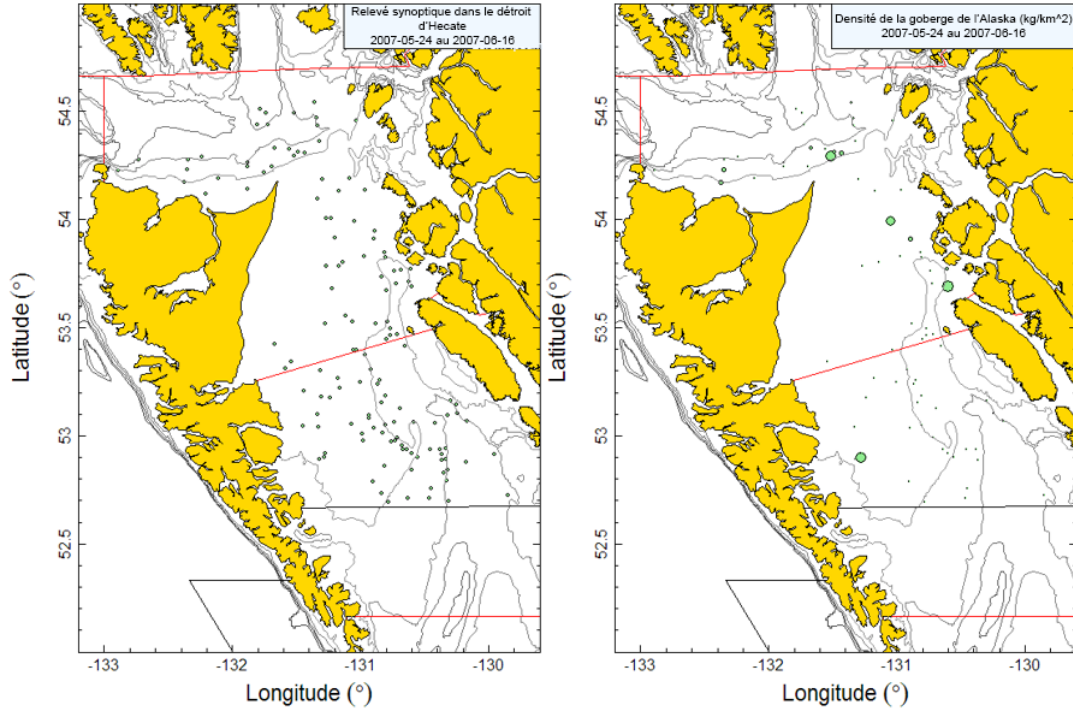 Relevé synoptique dans le détroit
d'Hecate
2007-05-24 au 2007-06-16
54.5
54
53.5
53
52.5
Latitude (°)
-133
-132
-131
-130
Longitude (°)
Densité de la goberge de l'Alaska (kg/km^2)
2007-05-24 au 2007-06-16
54.5
54
53.5
53
52.5
Latitude (°)
-133
-132
-131
-130
Longitude (°)